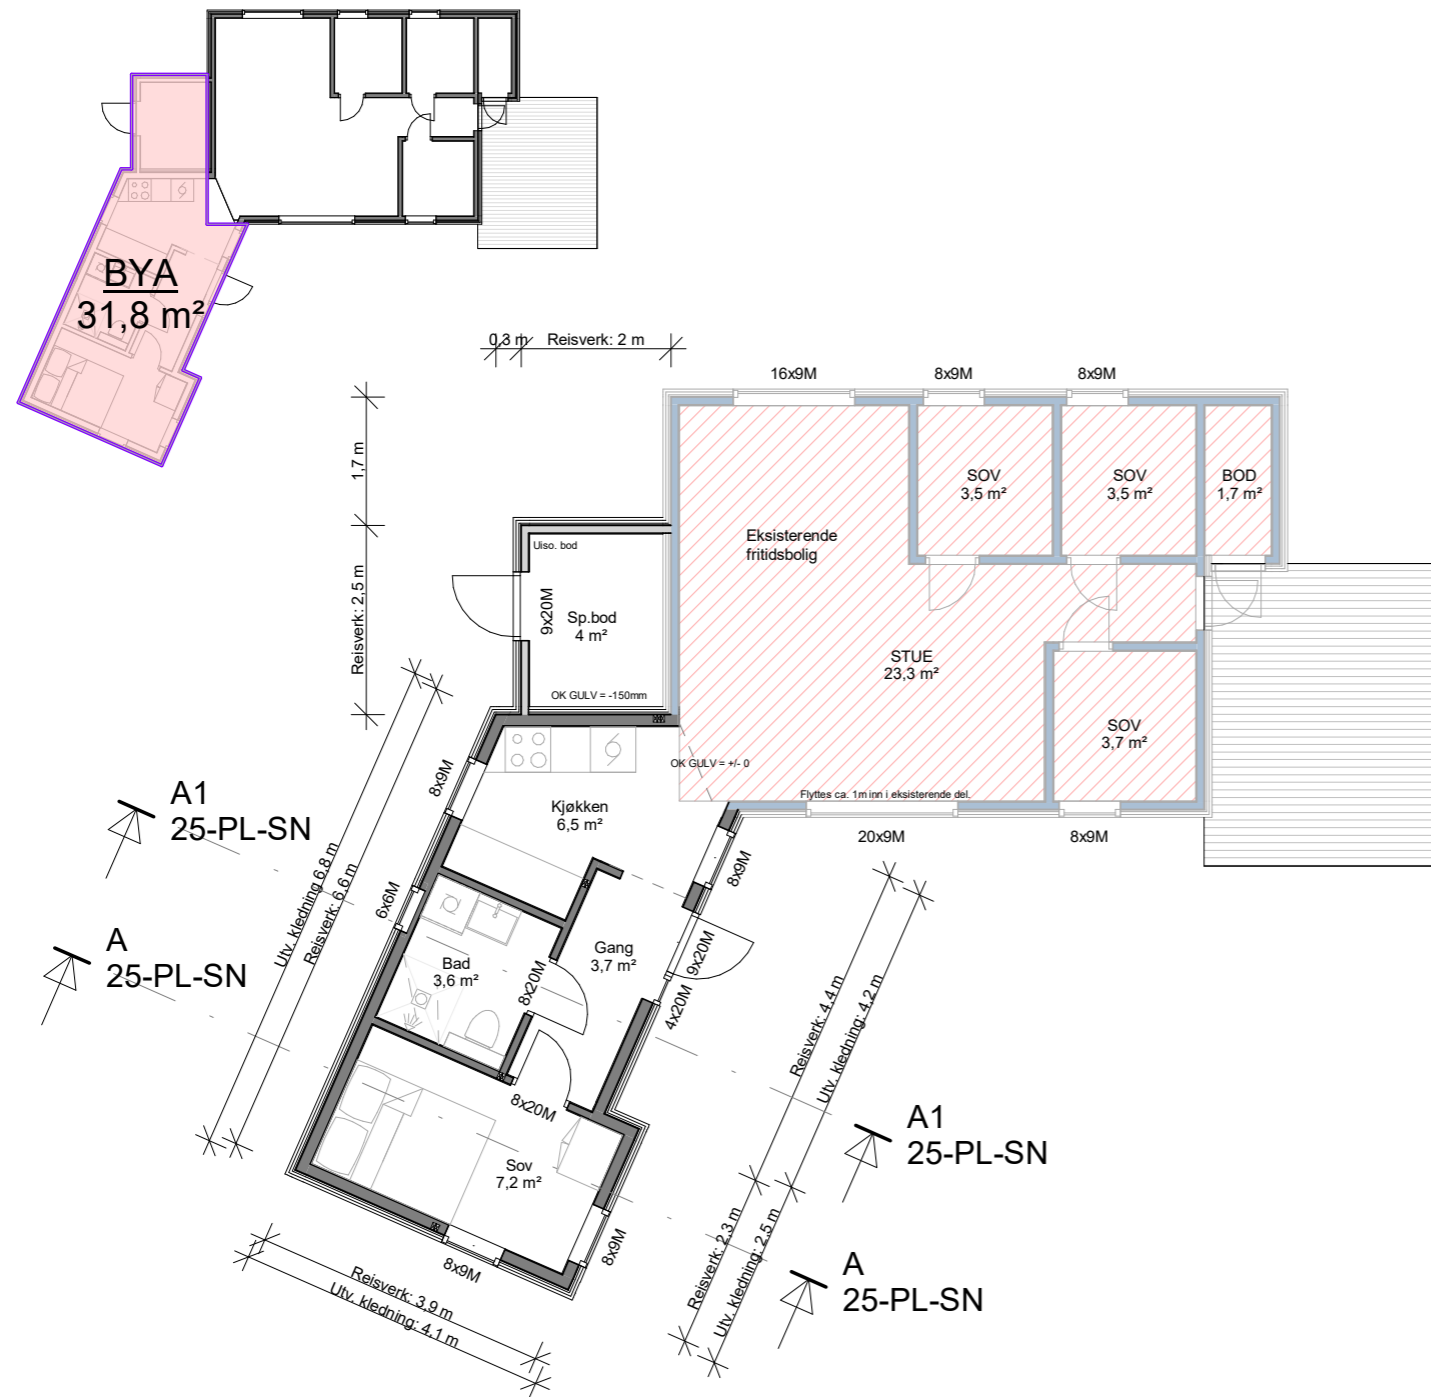 BYA
31,8 m²
0,3 m
Reisverk: 2 m
16x9M
8x9M
8x9M
1,7 m
SOV
3,5 m²
SOV
3,5 m²
BOD
1,7 m²
Eksisterende
fritidsbolig
Uiso. bod
Reisverk: 2,5 m
9x20M
Sp.bod
4 m²
STUE
23,3 m²
OK GULV = -150mm
SOV
3,7 m²
OK GULV = +/- 0
Flyttes ca. 1m inn i eksisterende del.
8x9M
Kjøkken
6,5 m²
20x9M
8x9M
A1
25-PL-SN
8x9M
Utv. kledning 6,8 m
Reisverk: 6,6 m
6x6M
A
25-PL-SN
Bad
3,6 m²
8x20M
Gang
3,7 m²
9x20M
4x20M
Reisverk: 4,4 m
Utv. kledning: 4,2 m
8x20M
Sov
7,2 m²
A1
25-PL-SN
8x9M
8x9M
Reisverk: 2,3 m
Utv. kledning: 2,5 m
A
25-PL-SN
Reisverk: 3,9 m
Utv. kledning: 4,1 m